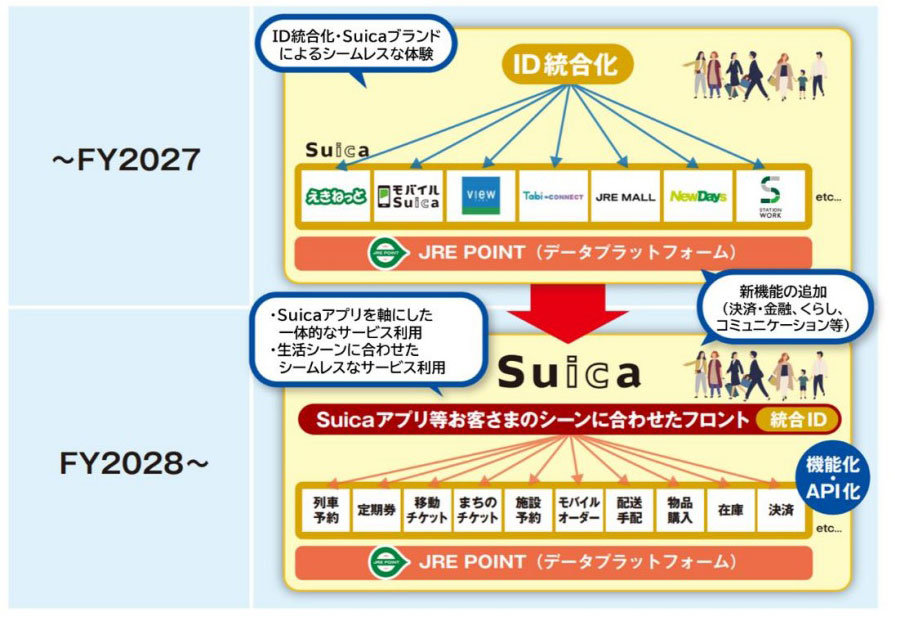 ID統合化・Suicaブランド
によるシームレスな体験
ID統合化
～FY2027
Suica
えきねっと
モバイル
Suica
VIEW
Tabi-CONNECT
JRE MALL
NewDays
S
STATION
WORK
etc...
JRE POINT
JRE POINT（データプラットフォーム）
・Suicaアプリを軸にした
一体的なサービス利用
・生活シーンに合わせた
シームレスなサービス利用
新機能の追加
（決済・金融、くらし、
コミュニケーション等）
Suica
FY2028～
Suicaアプリ等お客さまのシーンに合わせたフロント 統合ID
機能化
・
API化
列車
予約
定期券
移動
チケット
まちの
チケット
施設
予約
モバイル
オーダー
配送
手配
物品
購入
在庫
決済
etc...
JRE POINT
JRE POINT（データプラットフォーム）